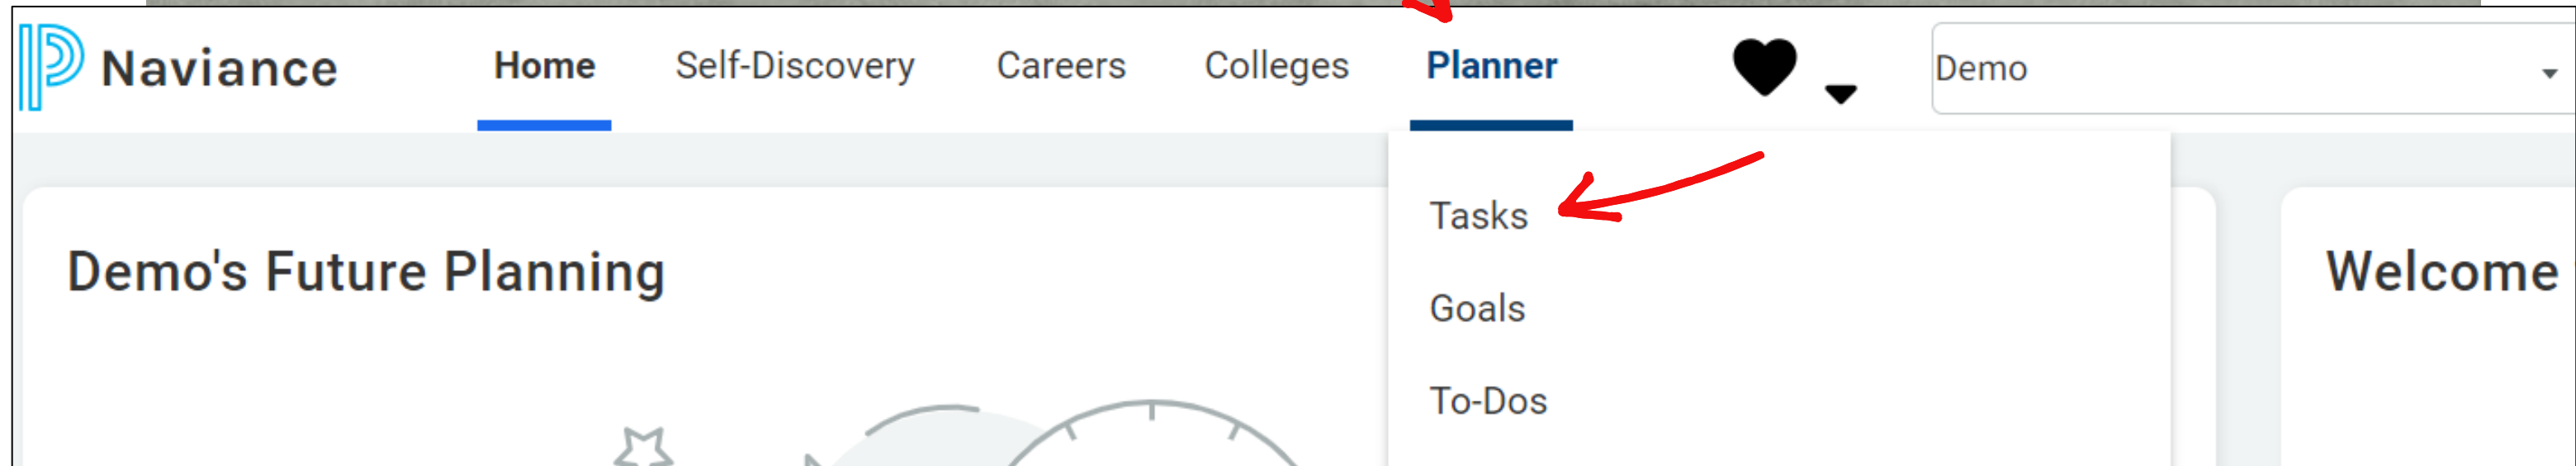 Naviance Home Self-Discovery Careers Colleges Planner Demo
Tasks
Demo's Future Planning
Welcome
Goals
To-Dos